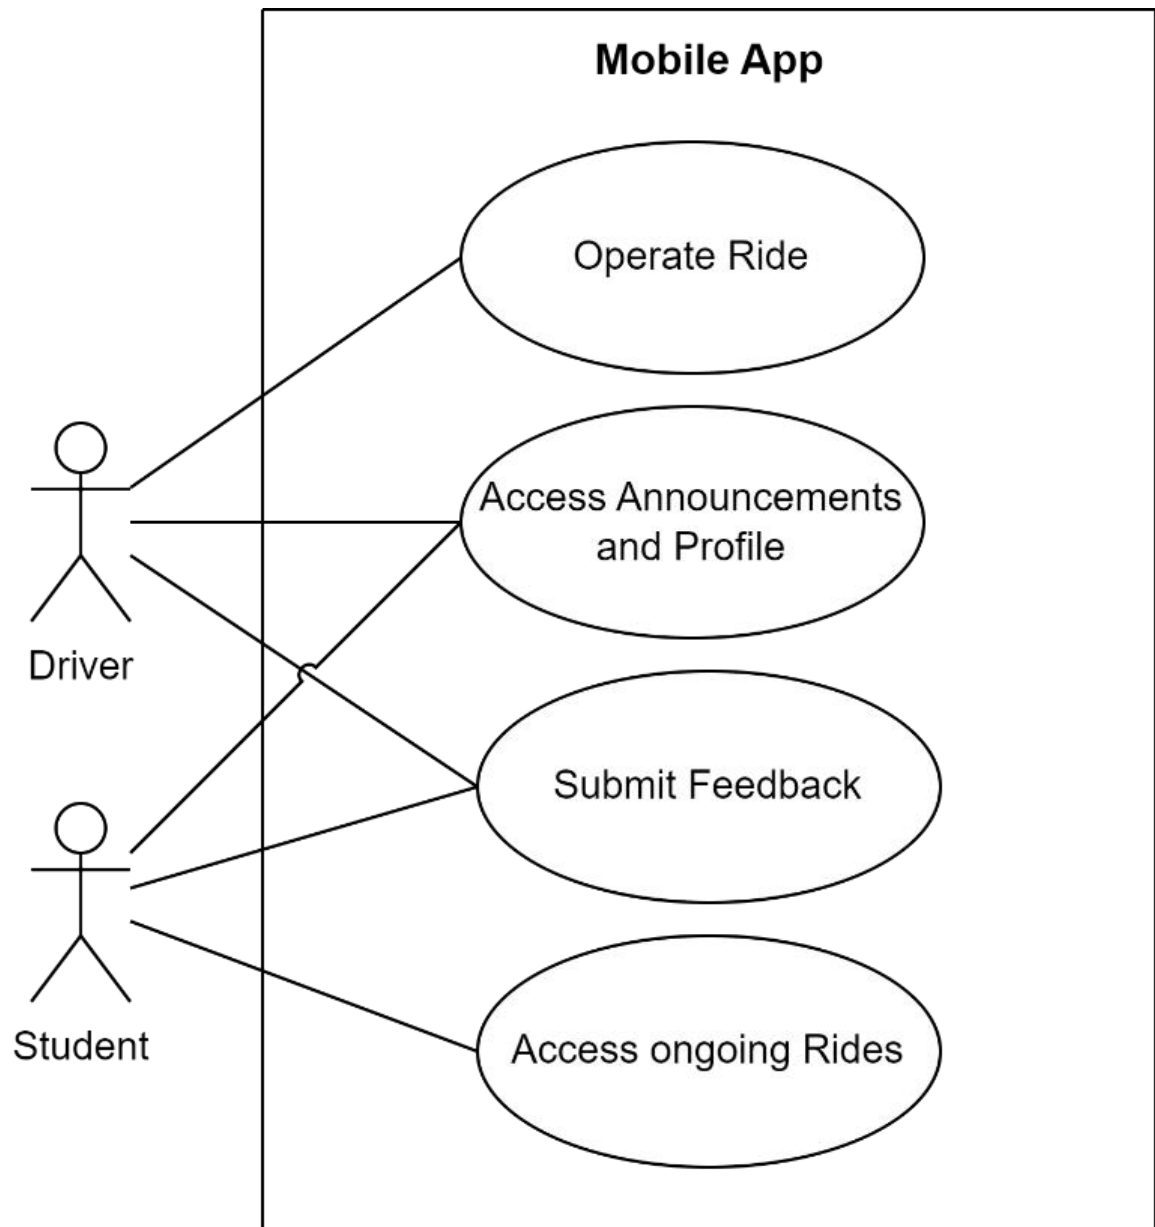 Mobile App
Operate Ride
Access Announcements
and Profile
Driver
Submit Feedback
Student
Access ongoing Rides